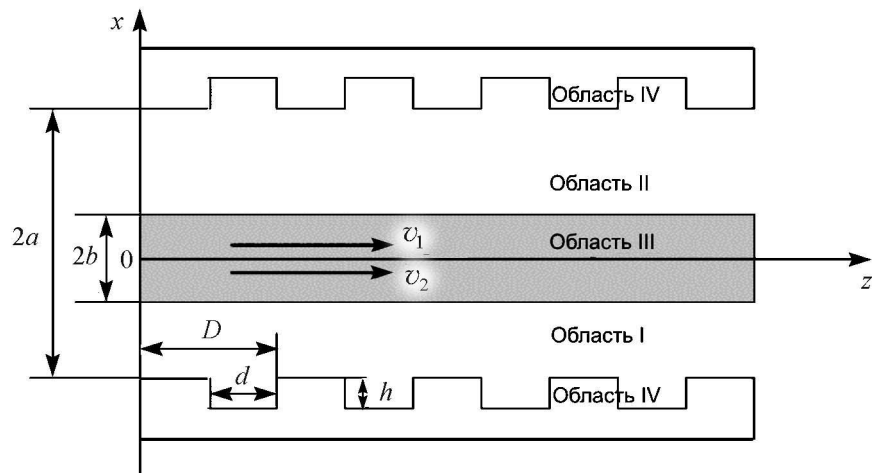 x
Область IV
Область II
2a
2b
0
v₁
Область III
v₂
z
Область I
D
d
h
Область IV